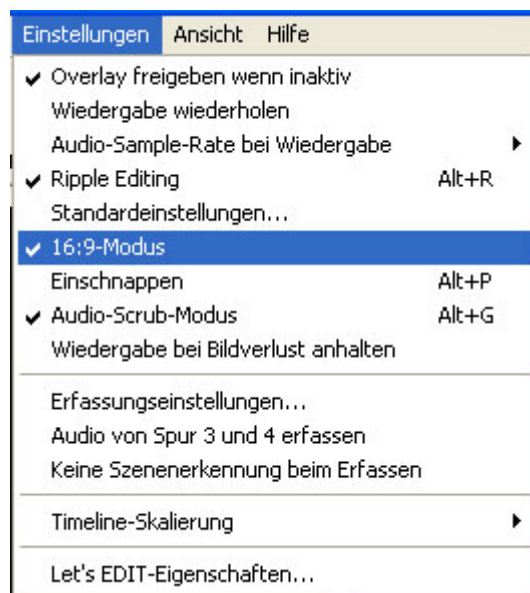 Einstellungen Ansicht Hilfe
Overlay freigeben wenn inaktiv
Wiedergabe wiederholen
Audio-Sample-Rate bei Wiedergabe
Ripple Editing Alt+R
Standardeinstellungen...
16:9-Modus
Einschnappen Alt+P
Audio-Scrub-Modus Alt+G
Wiedergabe bei Bildverlust anhalten
Erfassungseinstellungen...
Audio von Spur 3 und 4 erfassen
Keine Szenenerkennung beim Erfassen
Timeline-Skalierung
Let's EDIT-Eigenschaften...